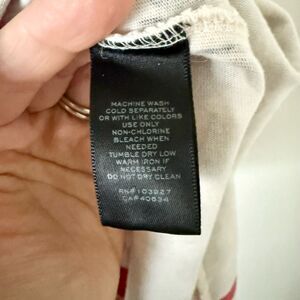 MACHINE WASH
COLD SEPARATELY
OR WITH LIKE COLORS
USE ONLY
NON-CHLORINE
BLEACH WHEN
NEEDED
TUMBLE DRY LOW
WARM IRON IF
NECESSARY
DO NOT DRY CLEAN
RN# 103927
CA# 40634